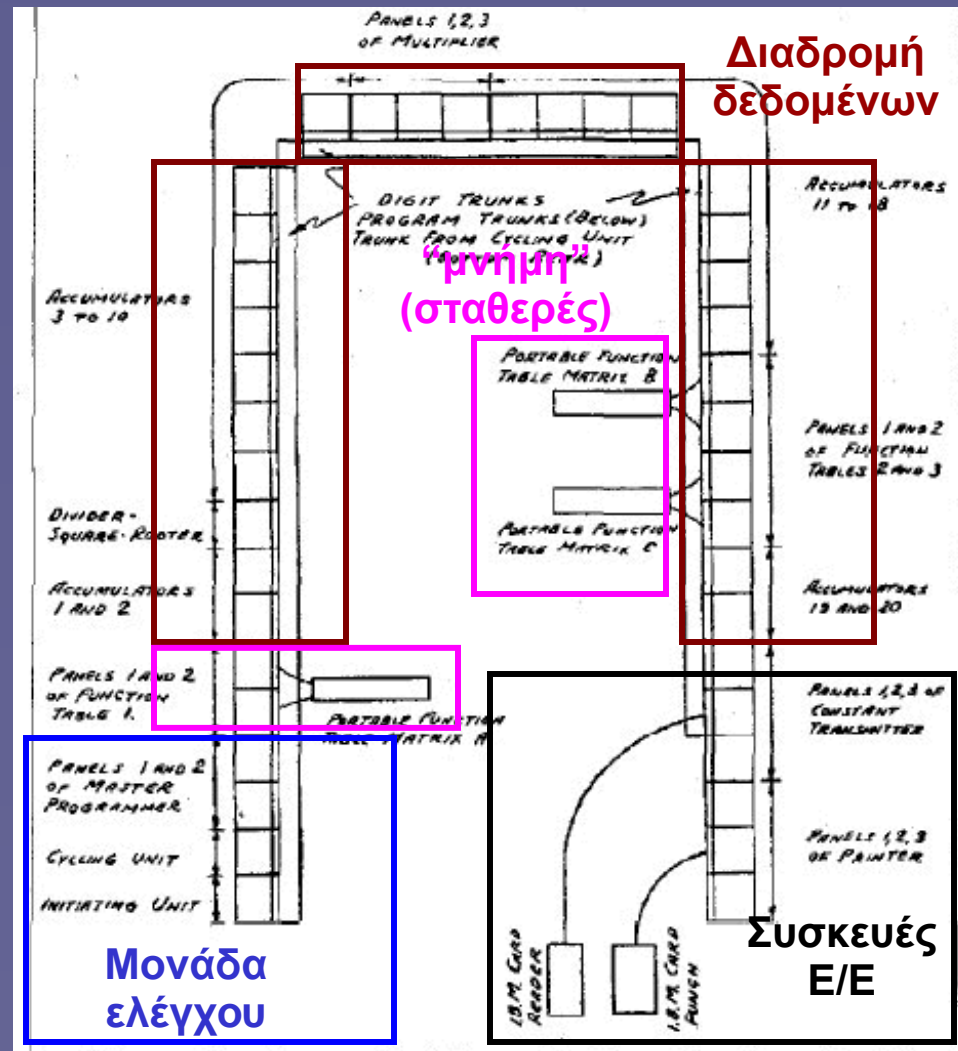 PANELS 1,2,3
OF MULTIPLIER
Διαδρομή
δεδομένων
DIGIT TRUNKS
PROGRAM TRUNKS (BELOW)
TRUNK FROM CYCLING UNIT
“μνήμη”
(σταθερές)
ACCUMULATORS
11 TO 18
ACCUMULATORS
3 TO 10
PORTABLE FUNCTION
TABLE MATRIX B
PANELS 1 AND 2
OF FUNCTION
TABLES 2 AND 3
DIVIDER-
SQUARE-ROOTER
PORTABLE FUNCTION
TABLE MATRIX C
ACCUMULATORS
1 AND 2
ACCUMULATORS
19 AND 20
PANELS 1 AND 2
OF FUNCTION
TABLE 1.
PORTABLE FUNCTION
TABLE MATRIX A
PANELS 1,2,3 OF
CONSTANT
TRANSMITTER
PANELS 1 AND 2
OF MASTER
PROGRAMMER
CYCLING UNIT
PANELS 1,2,3
OF PRINTER
INITIATING UNIT
Μονάδα
ελέγχου
I.B.M. CARD
READER
I.B.M. CARD
PUNCH
Συσκευές
Ε/Ε